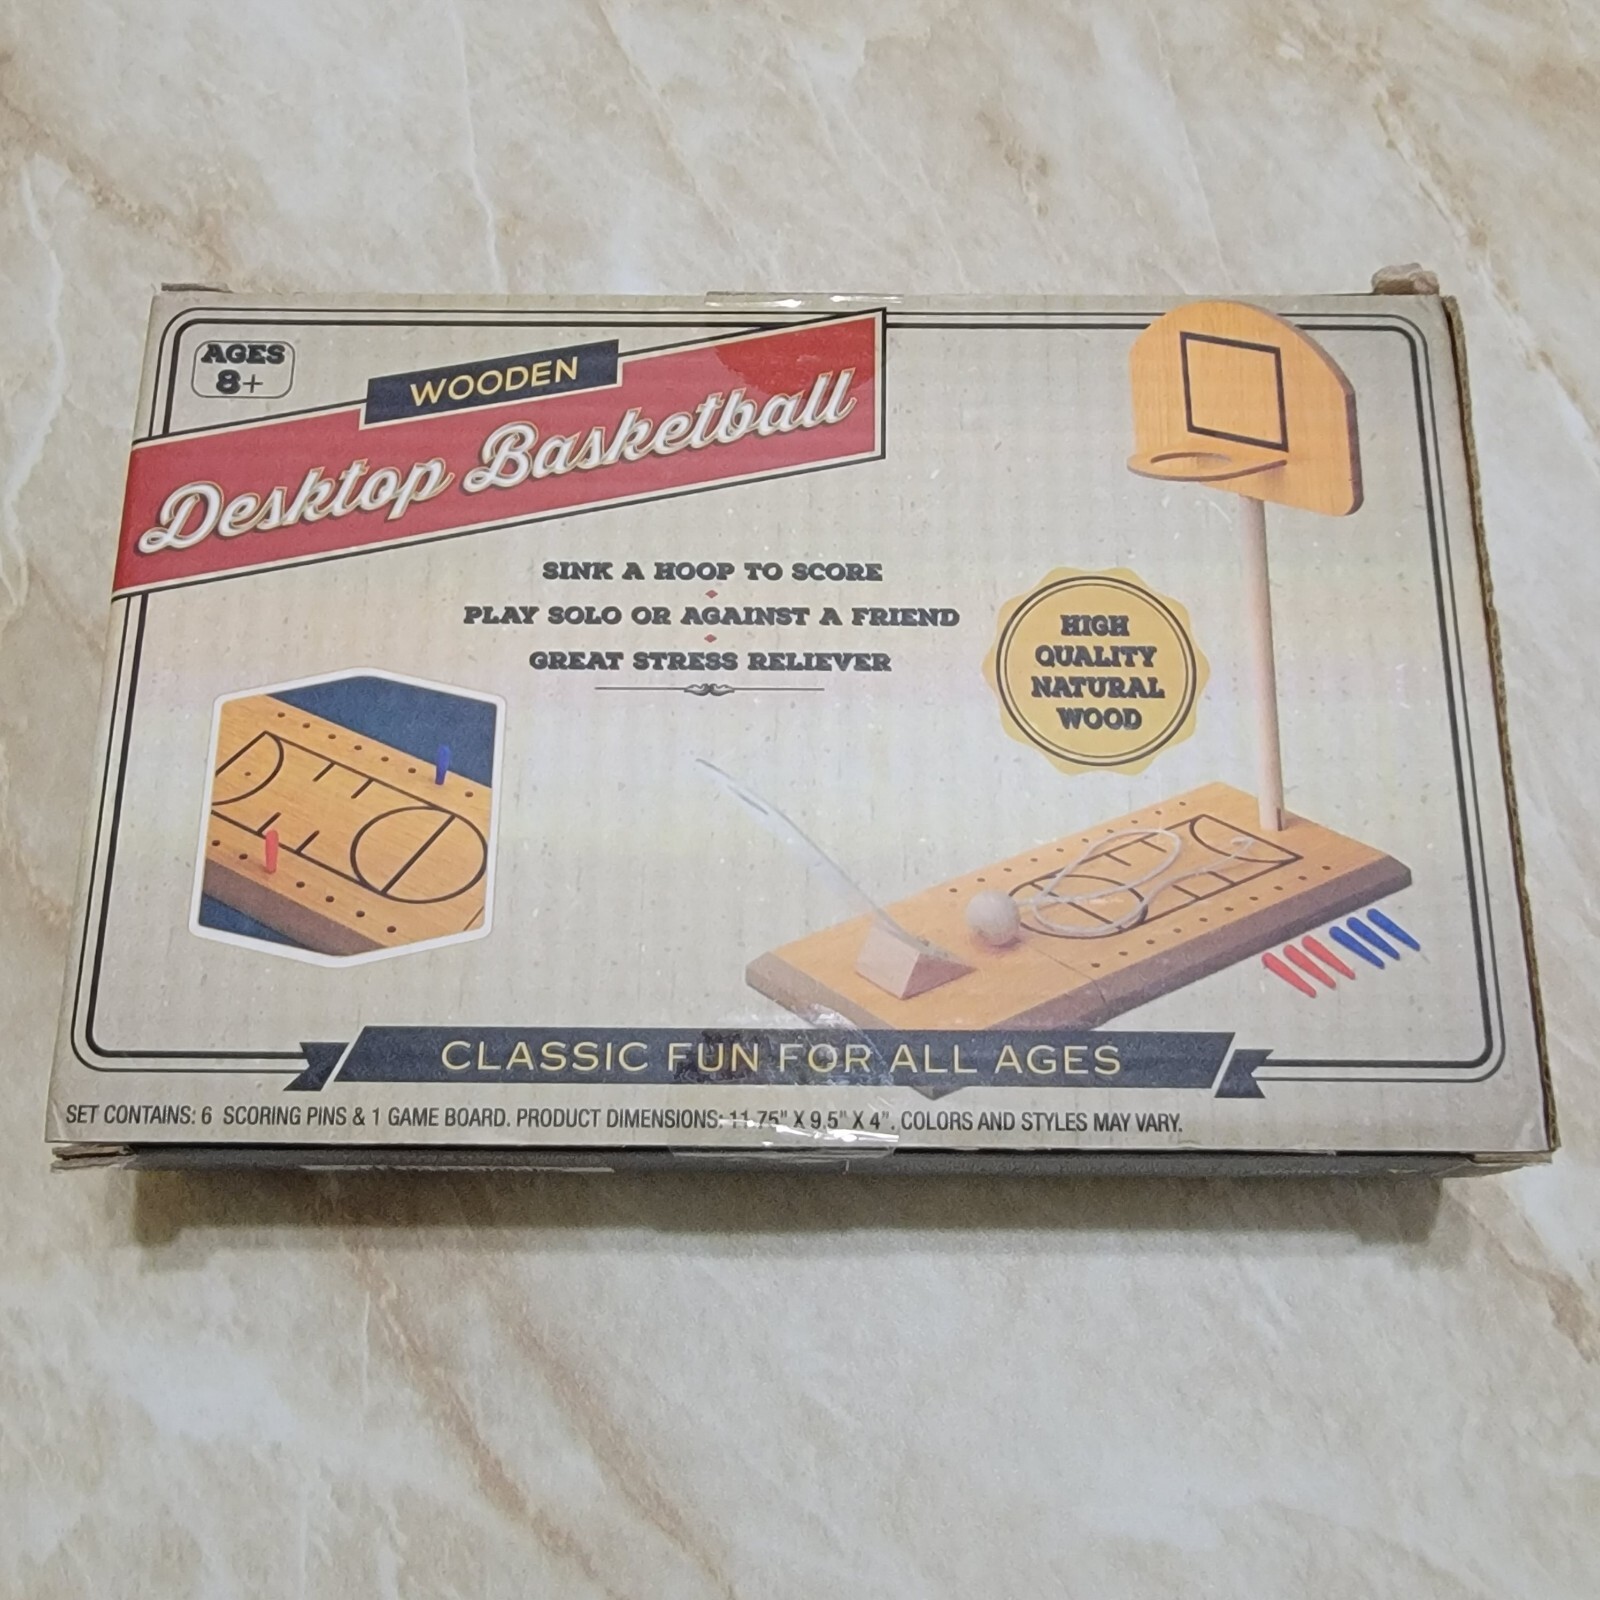 AGES
8+
WOODEN
Desktop Basketball
SINK A HOOP TO SCORE
PLAY SOLO OR AGAINST A FRIEND
GREAT STRESS RELIEVER
HIGH
QUALITY
NATURAL
WOOD
CLASSIC FUN FOR ALL AGES
SET CONTAINS: 6 SCORING PINS & 1 GAME BOARD. PRODUCT DIMENSIONS: 11.75" X 9.5" X 4". COLORS AND STYLES MAY VARY.